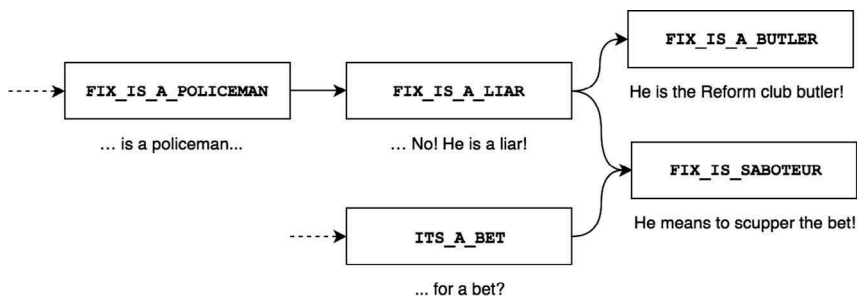 FIX_IS_A_POLICEMAN
… is a policeman...
FIX_IS_A_LIAR
… No! He is a liar!
FIX_IS_A_BUTLER
He is the Reform club butler!
FIX_IS_SABOTEUR
He means to scupper the bet!
ITS_A_BET
... for a bet?